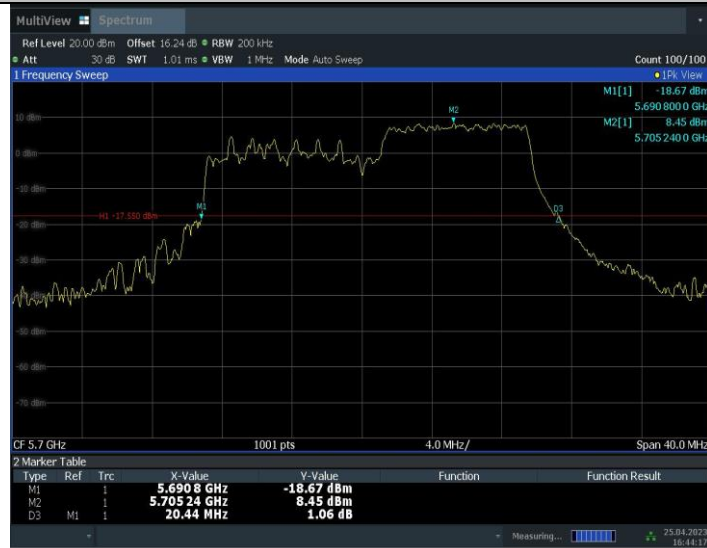 MultiView Spectrum
Ref Level 20.00 dBm Offset 16.24 dB RBW 200 kHz
Att 30 dB SWT 1.01 ms VBW 1 MHz Mode Auto Sweep Count 100/100
1 Frequency Sweep 1Pk View
M1[1] -18.67 dBm
5.690 800 0 GHz
M2[1] 8.45 dBm
5.705 240 0 GHz
M2
10 dBm
0 dBm
-10 dBm
M1
D3
H1 -17.550 dBm
-20 dBm
-30 dBm
-50 dBm
-60 dBm
-70 dBm
CF 5.7 GHz 1001 pts 4.0 MHz/ Span 40.0 MHz
2 Marker Table
Type Ref Trc X-Value Y-Value Function Function Result
M1 1 5.690 8 GHz -18.67 dBm
M2 1 5.705 24 GHz 8.45 dBm
D3 M1 1 20.44 MHz 1.06 dB
Measuring... 25.04.2023
16:44:17